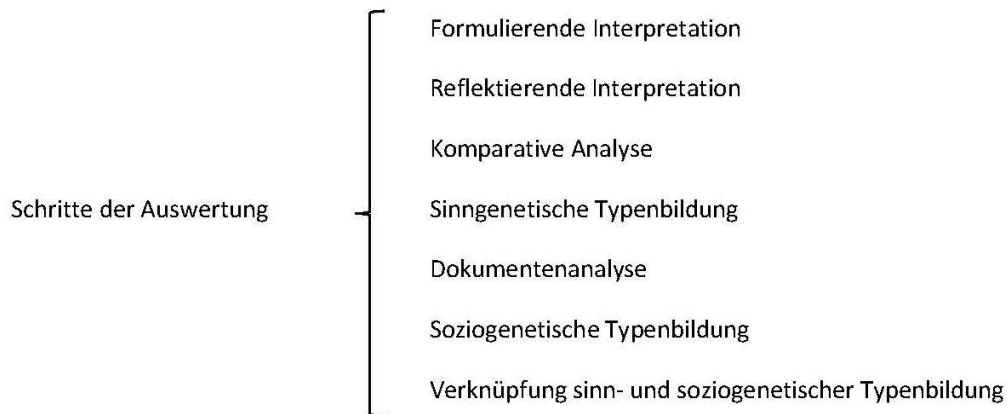 Formulierende Interpretation
Reflektierende Interpretation
Komparative Analyse
Schritte der Auswertung
Sinngenetische Typenbildung
Dokumentenanalyse
Soziogenetische Typenbildung
Verknüpfung sinn- und soziogenetischer Typenbildung